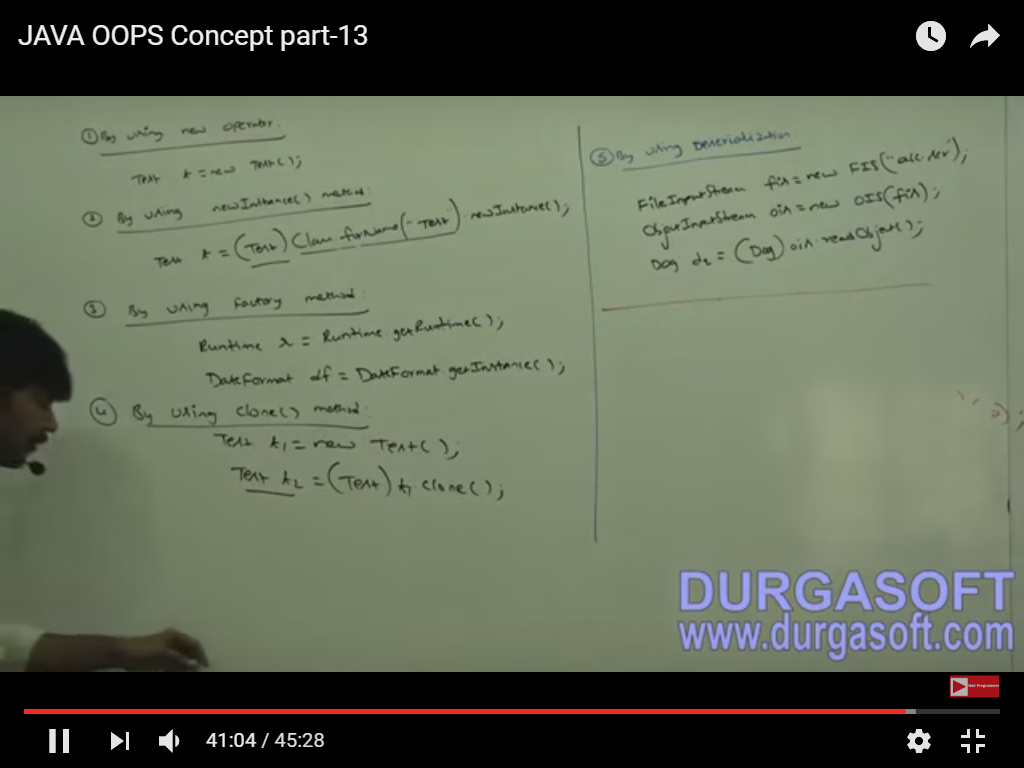 JAVA OOPS Concept part-13
① By using new operator:
Test t = new Test();
② By using newInstance() method:
Test t = (Test) Class.forName("Test").newInstance();
③ By using Factory method:
Runtime r = Runtime.getRuntime();
DateFormat df = DateFormat.getInstance();
④ By using clone() method:
Test t1 = new Test();
Test t2 = (Test) t1.clone();
⑤ By using Deserialization:
FileInputStream fis = new FIS("abc.ser");
ObjectInputStream ois = new OIS(fis);
Dog d2 = (Dog) ois.readObject();
DURGASOFT
www.durgasoft.com
41:04 / 45:28